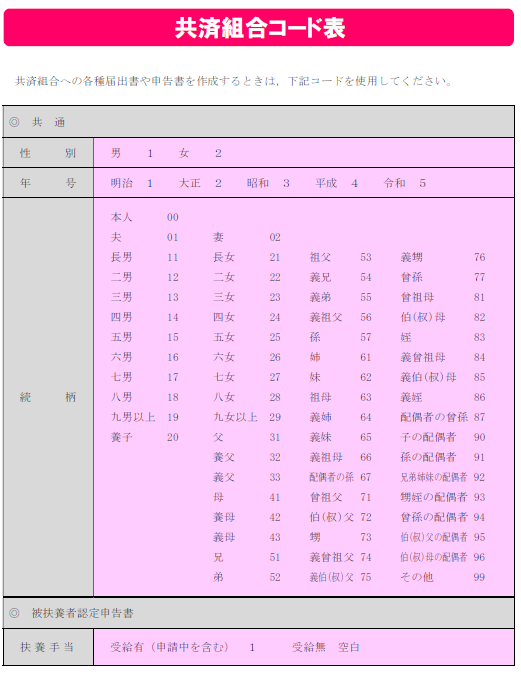 共済組合コード表
共済組合への各種届出書や申告書を作成するときは，下記コードを使用してください。
◎ 共 通
性 別 男 1 女 2
年 号 明治 1 大正 2 昭和 3 平成 4 令和 5
本人 00
夫 01 妻 02
長男 11 長女 21 祖父 53 義甥 76
二男 12 二女 22 義兄 54 曾孫 77
三男 13 三女 23 義弟 55 曾祖母 81
四男 14 四女 24 義祖父 56 伯(叔)母 82
五男 15 五女 25 孫 57 姪 83
六男 16 六女 26 姉 61 義曾祖母 84
七男 17 七女 27 妹 62 義伯(叔)母 85
八男 18 八女 28 祖母 63 義姪 86
続 柄 九男以上 19 九女以上 29 義姉 64 配偶者の曾孫 87
養子 20 父 31 義妹 65 子の配偶者 90
養父 32 義祖母 66 孫の配偶者 91
義父 33 配偶者の孫 67 兄弟姉妹の配偶者 92
母 41 曾祖父 71 甥姪の配偶者 93
養母 42 伯(叔)父 72 曾孫の配偶者 94
義母 43 甥 73 伯(叔)父の配偶者 95
兄 51 義曾祖父 74 伯(叔)母の配偶者 96
弟 52 義伯(叔)父 75 その他 99
◎ 被扶養者認定申告書
扶養手当 受給有（申請中を含む） 1 受給無 空白